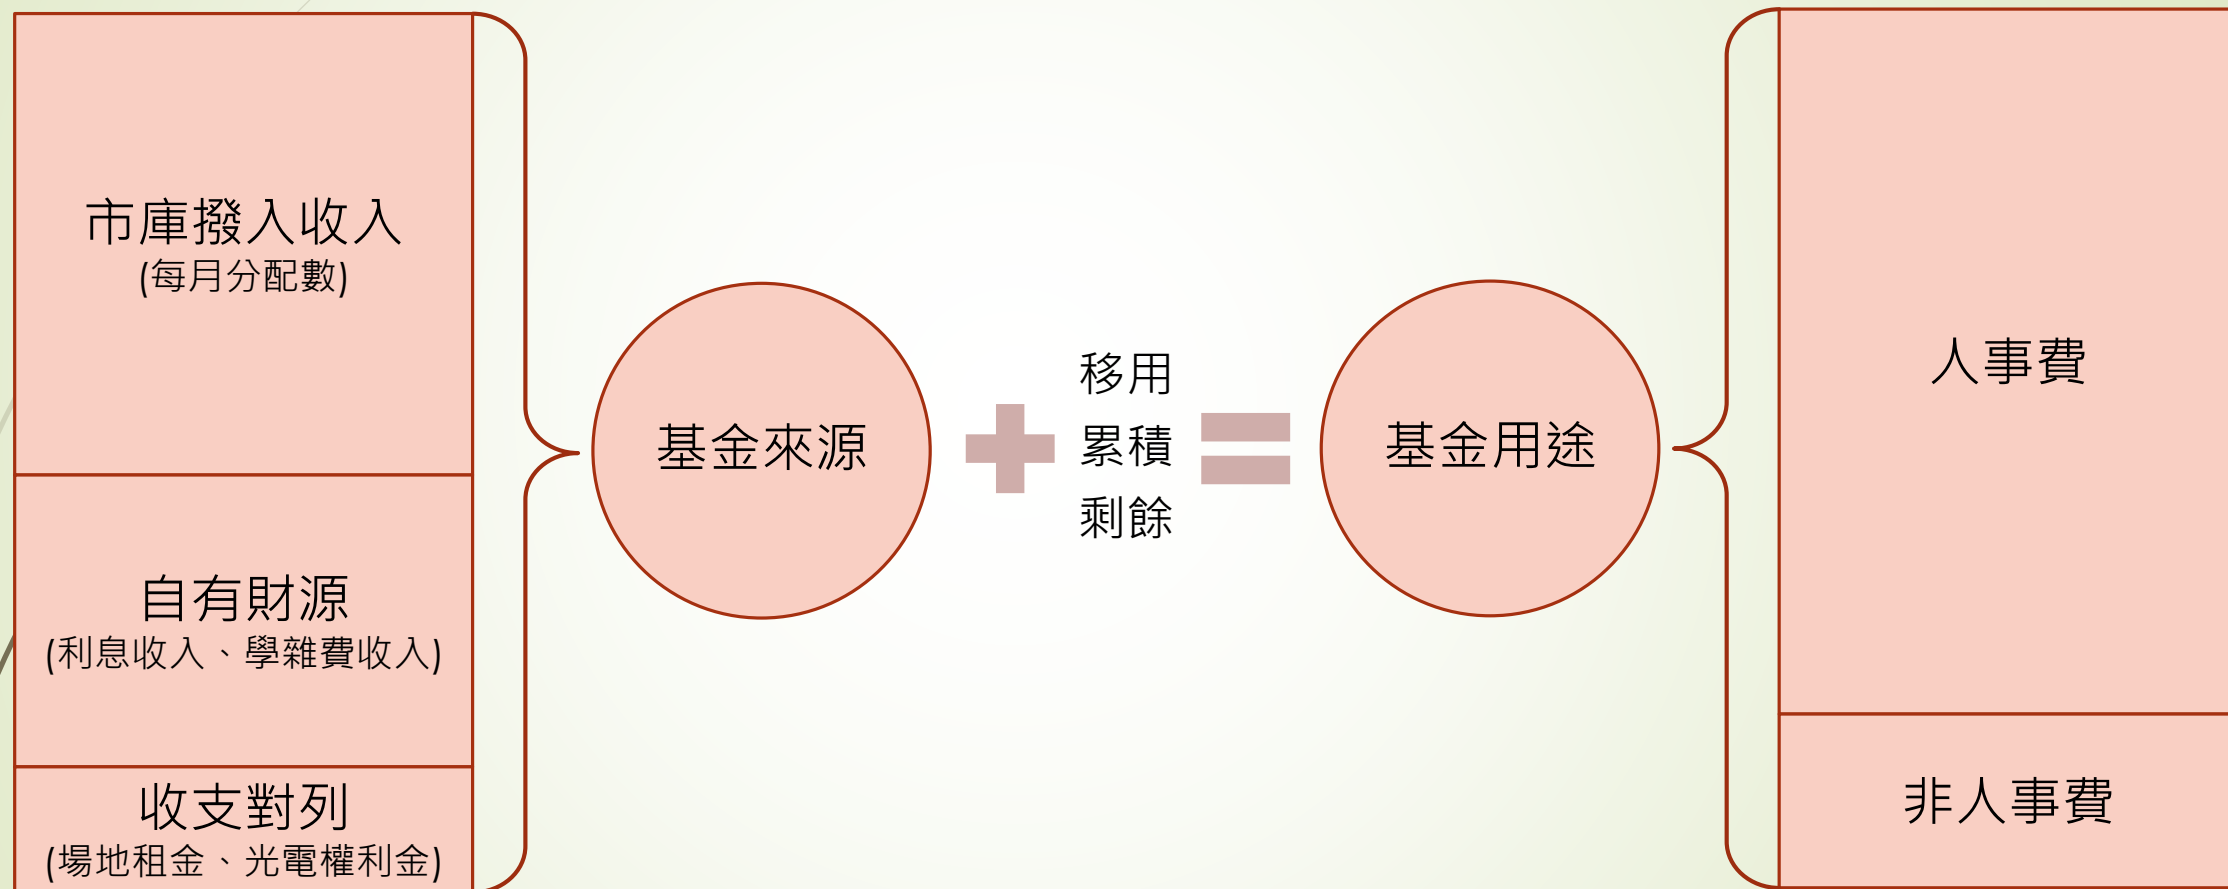 市庫撥入收入
(每月分配數)
自有財源
(利息收入、學雜費收入)
收支對列
(場地租金、光電權利金)
基金來源
移用
累積
剩餘
基金用途
人事費
非人事費